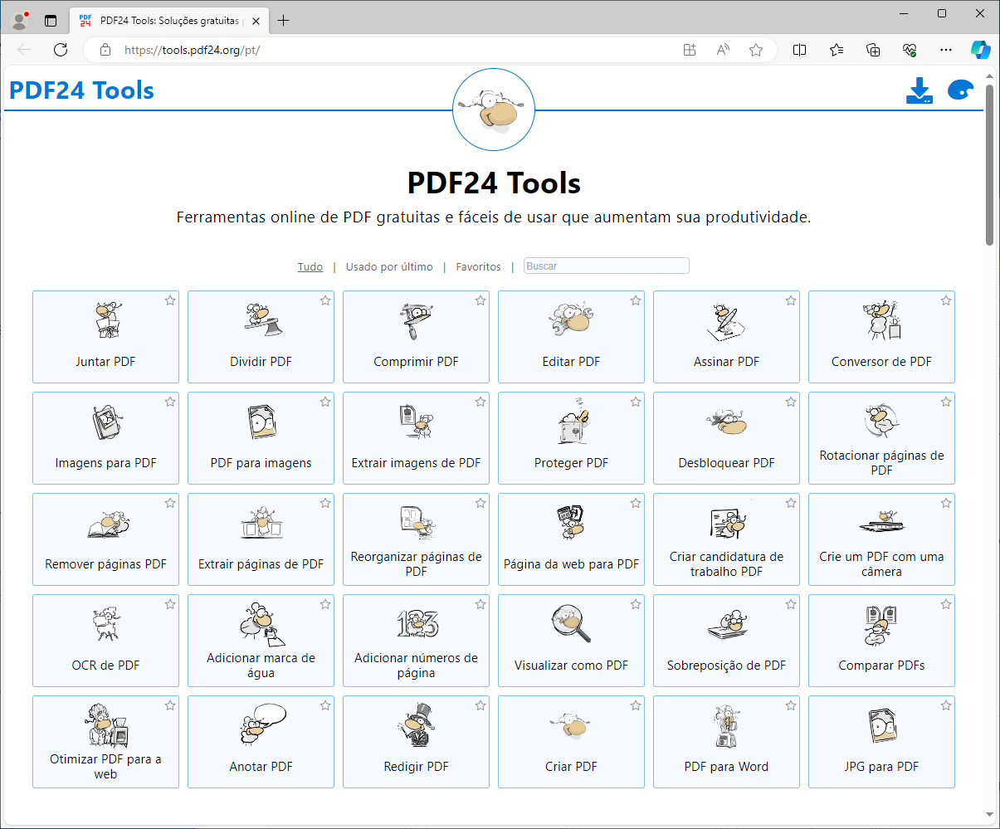 PDF24 Tools: Soluções gratuitas
https://tools.pdf24.org/pt/
PDF24 Tools
PDF24 Tools
Ferramentas online de PDF gratuitas e fáceis de usar que aumentam sua produtividade.
Tudo | Usado por último | Favoritos | Buscar
Juntar PDF
Dividir PDF
Comprimir PDF
Editar PDF
Assinar PDF
Conversor de PDF
Imagens para PDF
PDF para imagens
Extrair imagens de PDF
Proteger PDF
Desbloquear PDF
Rotacionar páginas de
PDF
Remover páginas PDF
Extrair páginas de PDF
Reorganizar páginas de
PDF
Página da web para PDF
Criar candidatura de
trabalho PDF
Crie um PDF com uma
câmera
OCR de PDF
Adicionar marca de
água
123
Adicionar números de
página
Visualizar como PDF
Sobreposição de PDF
Comparar PDFs
Otimizar PDF para a
web
Anotar PDF
Redigir PDF
Criar PDF
PDF para Word
JPG para PDF